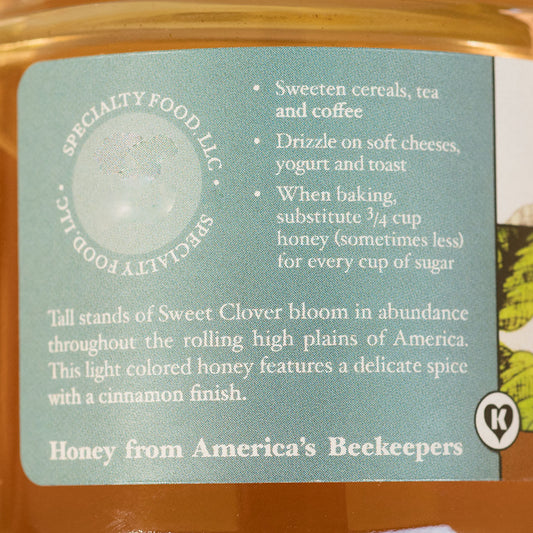 SPECIALTY FOOD, LLC •
SPECIALTY FOOD, LLC •
• Sweeten cereals, tea
and coffee
• Drizzle on soft cheeses,
yogurt and toast
• When baking,
substitute 3/4 cup
honey (sometimes less)
for every cup of sugar
Tall stands of Sweet Clover bloom in abundance
throughout the rolling high plains of America.
This light colored honey features a delicate spice
with a cinnamon finish.
Honey from America's Beekeepers
K